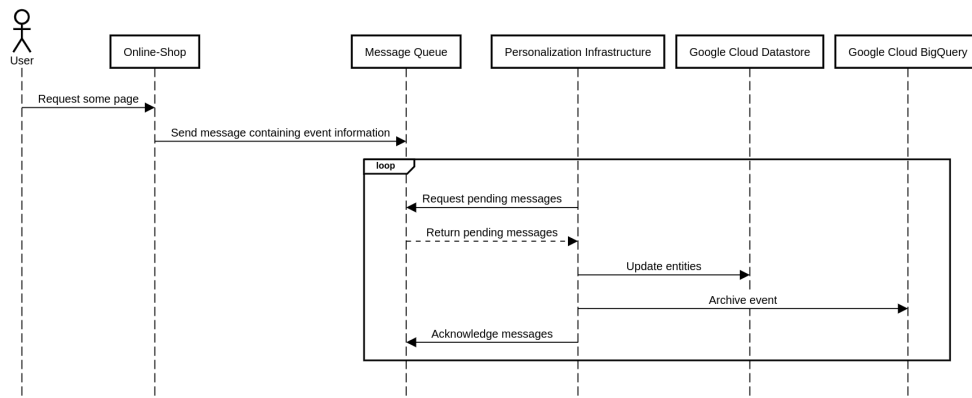 User
Online-Shop
Message Queue
Personalization Infrastructure
Google Cloud Datastore
Google Cloud BigQuery
Request some page
Send message containing event information
loop
Request pending messages
Return pending messages
Update entities
Archive event
Acknowledge messages